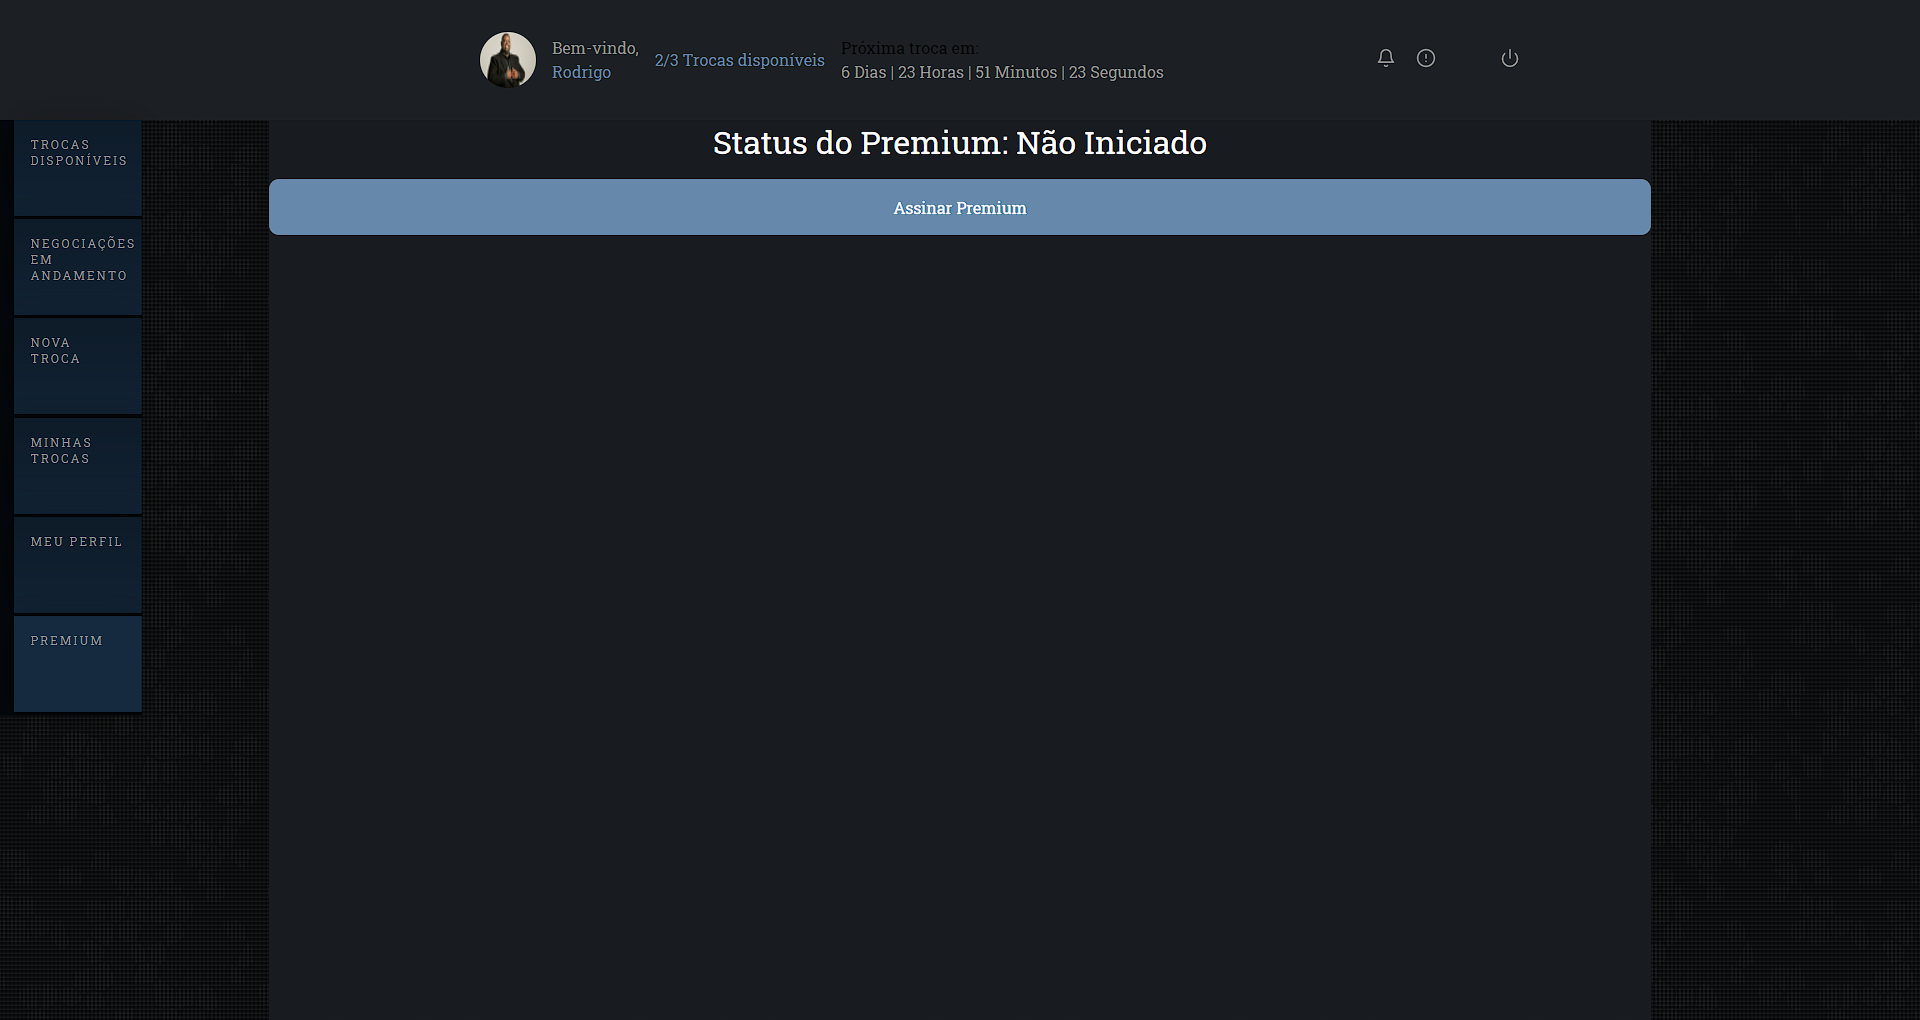 Bem-vindo,
Rodrigo
2/3 Trocas disponíveis
Próxima troca em:
6 Dias | 23 Horas | 51 Minutos | 23 Segundos
TROCAS
DISPONÍVEIS
NEGOCIAÇÕES
EM
ANDAMENTO
NOVA
TROCA
MINHAS
TROCAS
MEU PERFIL
PREMIUM
Status do Premium: Não Iniciado
Assinar Premium